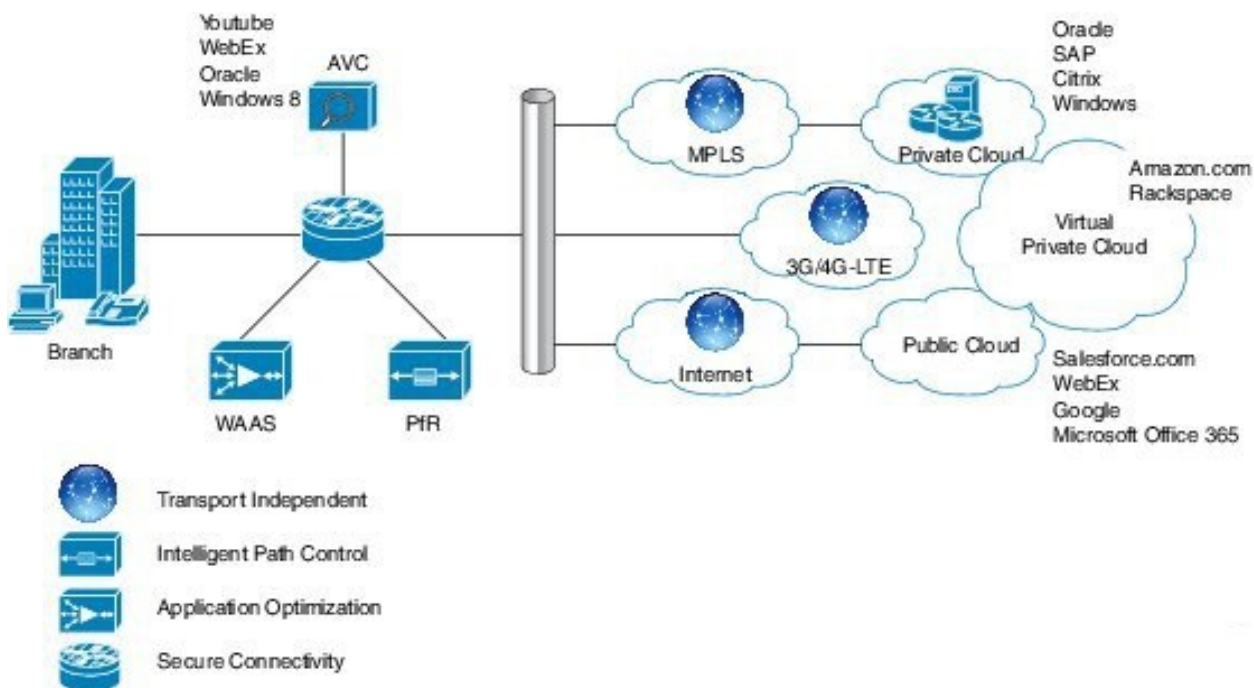 Youtube
WebEx
Oracle
Windows 8
AVC
Branch
WAAS
PfR
MPLS
3G/4G-LTE
Internet
Private Cloud
Oracle
SAP
Citrix
Windows
Amazon.com
Rackspace
Virtual
Private Cloud
Public Cloud
Salesforce.com
WebEx
Google
Microsoft Office 365
Transport Independent
Intelligent Path Control
Application Optimization
Secure Connectivity